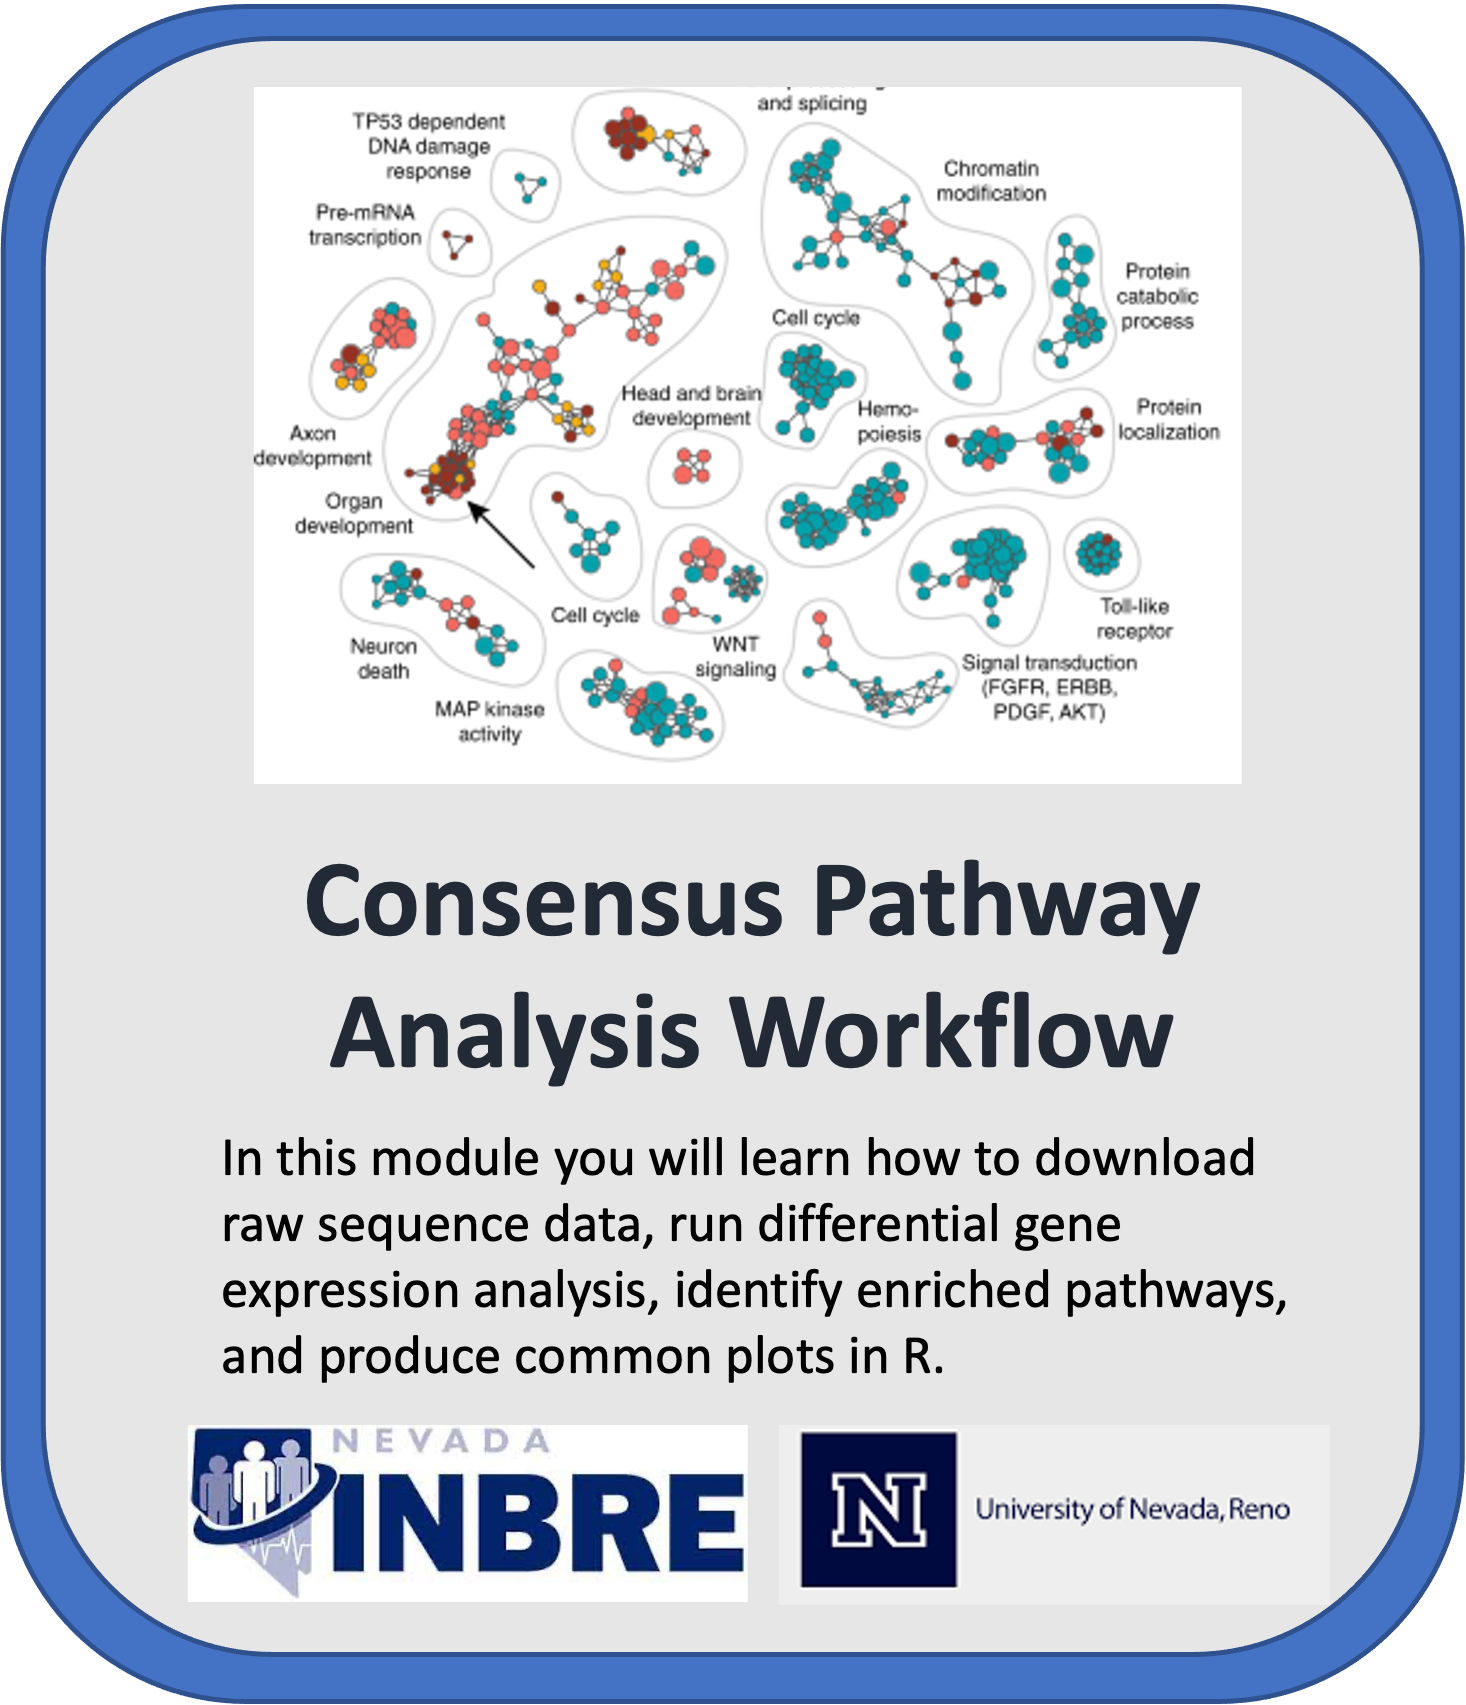 and splicing
TP53 dependent
DNA damage
response
Chromatin
modification
Pre-mRNA
transcription
Protein
catabolic
process
Cell cycle
Head and brain
development
Hemo-
poiesis
Protein
localization
Axon
development
Organ
development
Cell cycle
Toll-like
receptor
Neuron
death
WNT
signaling
Signal transduction
(FGFR, ERBB,
PDGF, AKT)
MAP kinase
activity
Consensus Pathway
Analysis Workflow
In this module you will learn how to download
raw sequence data, run differential gene
expression analysis, identify enriched pathways,
and produce common plots in R.
NEVADA
INBRE
N
University of Nevada, Reno